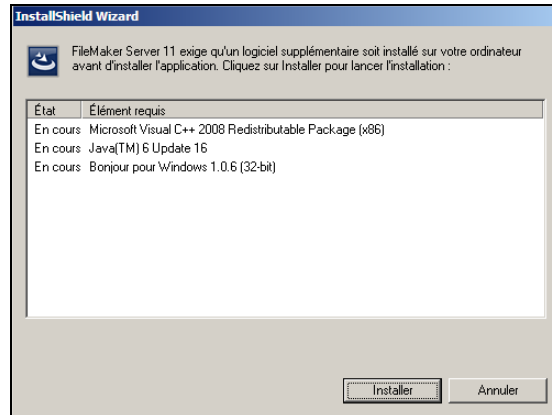 InstallShield Wizard
FileMaker Server 11 exige qu'un logiciel supplémentaire soit installé sur votre ordinateur
avant d'installer l'application. Cliquez sur Installer pour lancer l'installation :
État Élément requis
En cours Microsoft Visual C++ 2008 Redistributable Package (x86)
En cours Java(TM) 6 Update 16
En cours Bonjour pour Windows 1.0.6 (32-bit)
Installer Annuler